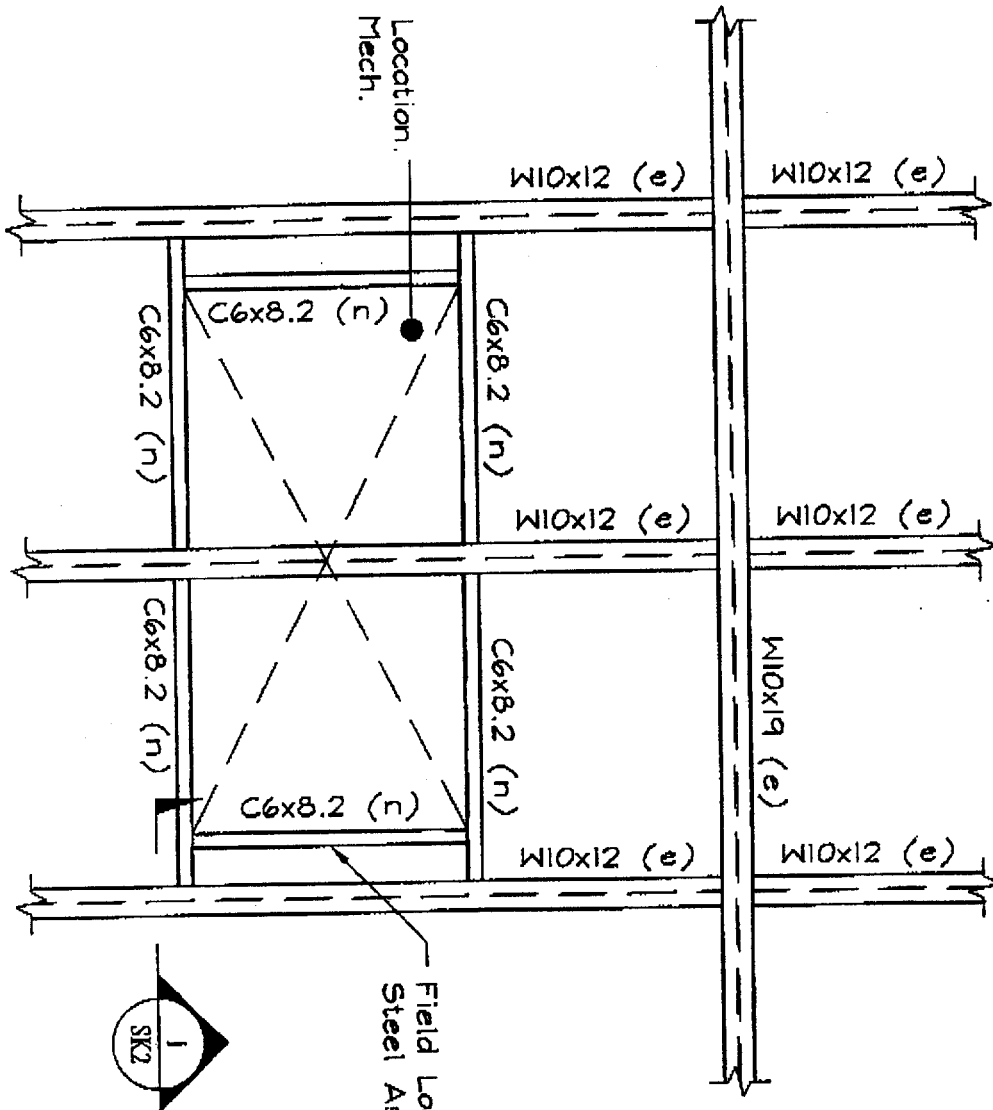 Location
Mech.
W10x12 (e)
W10x12 (e)
C6x8.2 (n)
C6x8.2 (n)
C6x8.2 (n)
W10x12 (e)
W10x12 (e)
C6x8.2 (n)
C6x8.2 (n)
W10x19 (e)
C6x8.2 (n)
W10x12 (e)
W10x12 (e)
Field
Steel
1
SK2